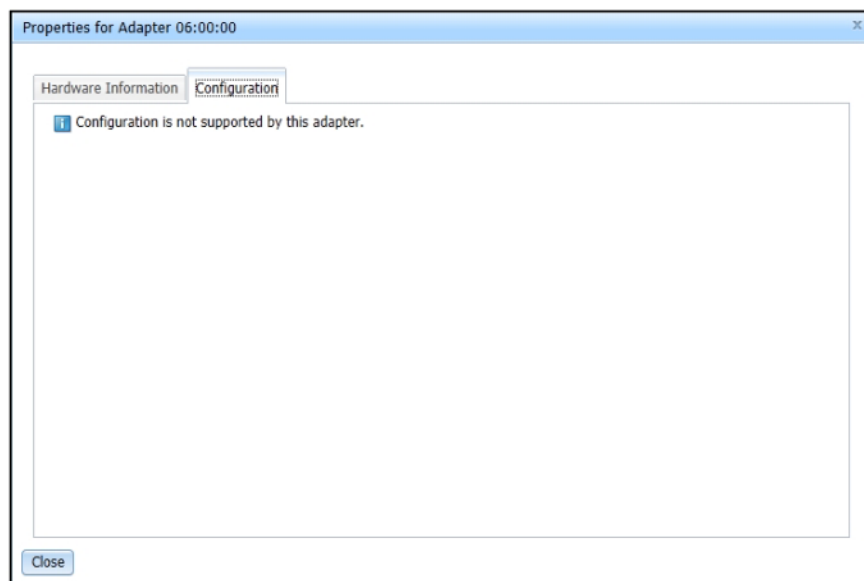 Properties for Adapter 06:00:00
x
Hardware Information
Configuration
i Configuration is not supported by this adapter.
Close